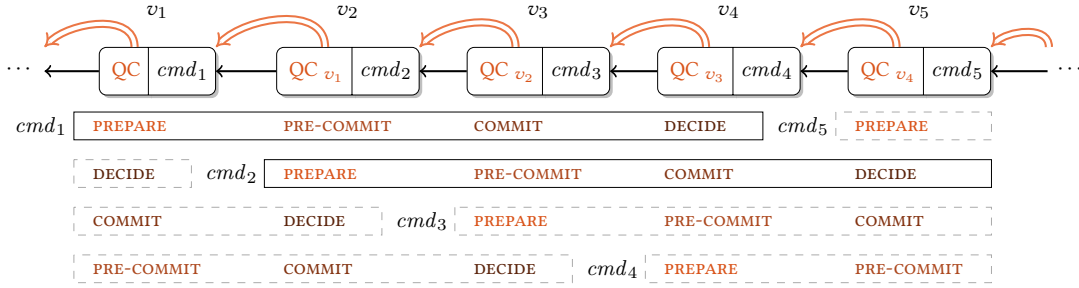 v₁ v₂ v₃ v₄ v₅
⋯ QC cmd₁ QC v₁ cmd₂ QC v₂ cmd₃ QC v₃ cmd₄ QC v₄ cmd₅ ⋯
cmd₁ PREPARE PRE-COMMIT COMMIT DECIDE cmd₅ PREPARE
DECIDE cmd₂ PREPARE PRE-COMMIT COMMIT DECIDE
COMMIT DECIDE cmd₃ PREPARE PRE-COMMIT COMMIT
PRE-COMMIT COMMIT DECIDE cmd₄ PREPARE PRE-COMMIT